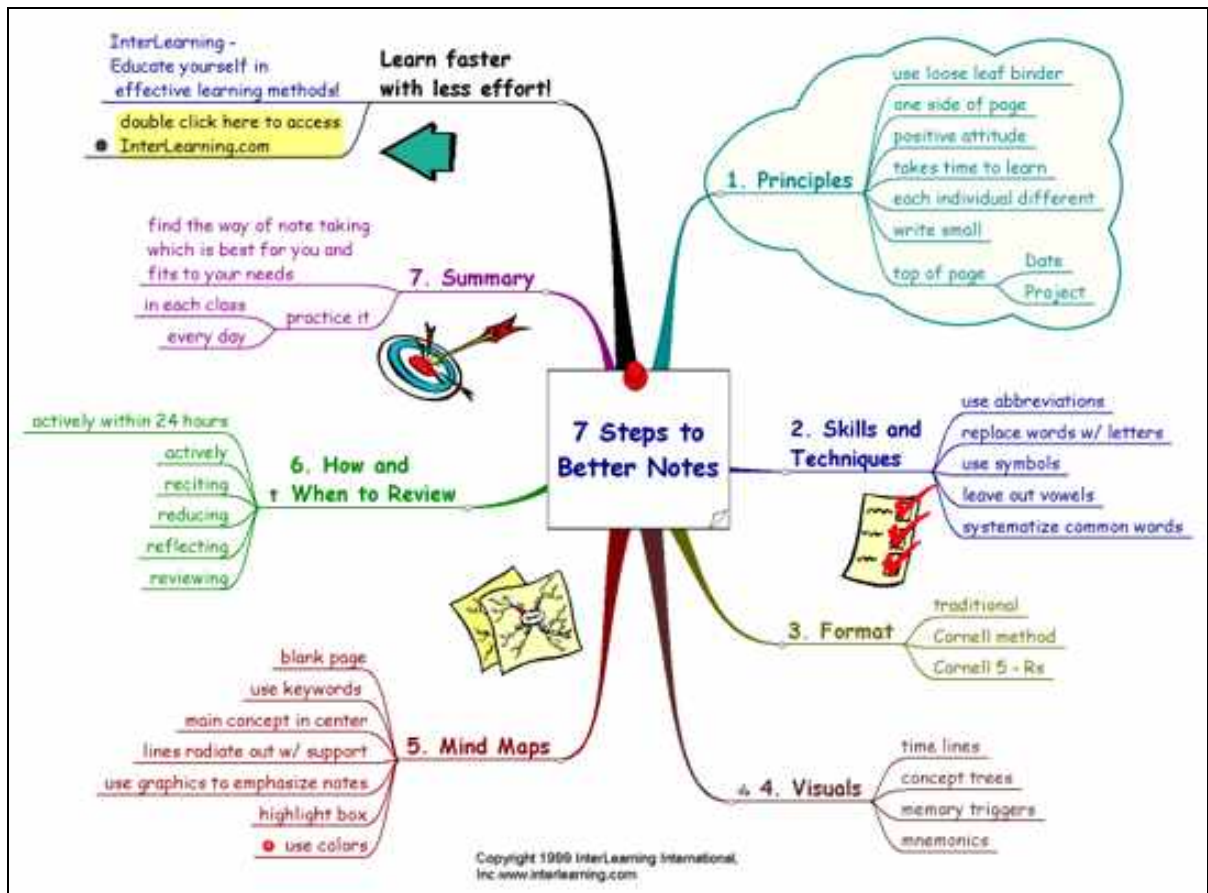 InterLearning -
Educate yourself in
effective learning methods!
double click here to access
InterLearning.com
Learn faster
with less effort!
1. Principles
use loose leaf binder
one side of page
positive attitude
takes time to learn
each individual different
write small
top of page
Date
Project
7 Steps to
Better Notes
2. Skills and
Techniques
use abbreviations
replace words w/ letters
use symbols
leave out vowels
systematize common words
3. Format
traditional
Cornell method
Cornell 5 - Rs
4. Visuals
time lines
concept trees
memory triggers
mnemonics
5. Mind Maps
blank page
use keywords
main concept in center
lines radiate out w/ support
use graphics to emphasize notes
highlight box
use colors
6. How and
When to Review
actively within 24 hours
actively
reciting
reducing
reflecting
reviewing
7. Summary
find the way of note taking
which is best for you and
fits to your needs
practice it
in each class
every day
Copyright 1999 InterLearning International,
Inc www.interlearning.com